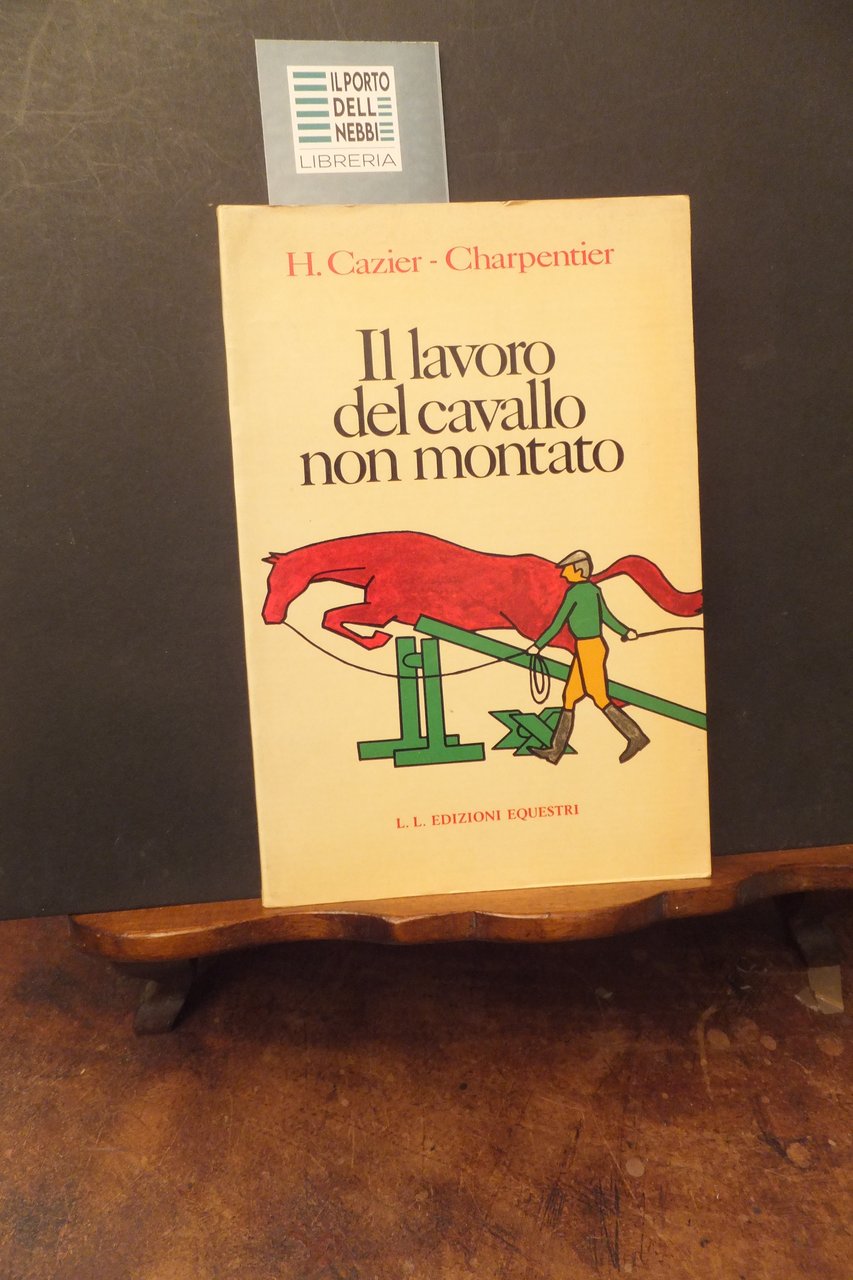 IL PORTO
DELLE
NEBBIE
LIBRERIA
H. Cazier - Charpentier
Il lavoro
del cavallo
non montato
L. L. EDIZIONI EQUESTRI